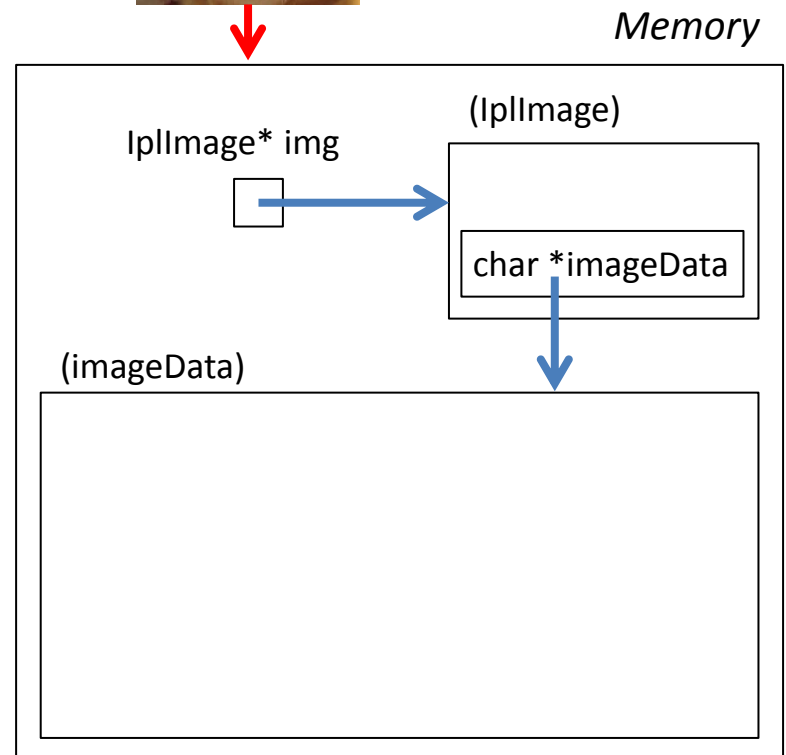 Memory
(IplImage)
IplImage* img
char *imageData
(imageData)